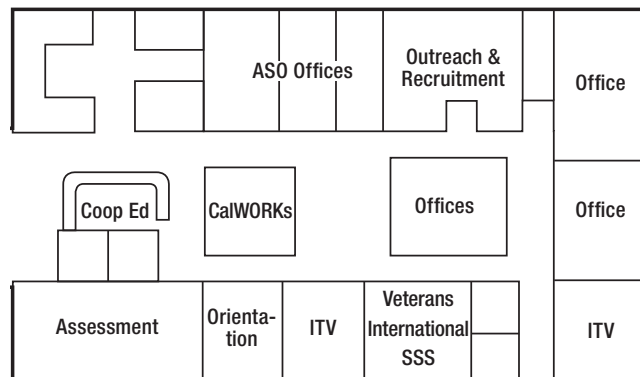 ASO Offices
Outreach &
Recruitment
Office
Coop Ed
CalWORKs
Offices
Office
Assessment
Orienta-
tion
ITV
Veterans
International
SSS
ITV